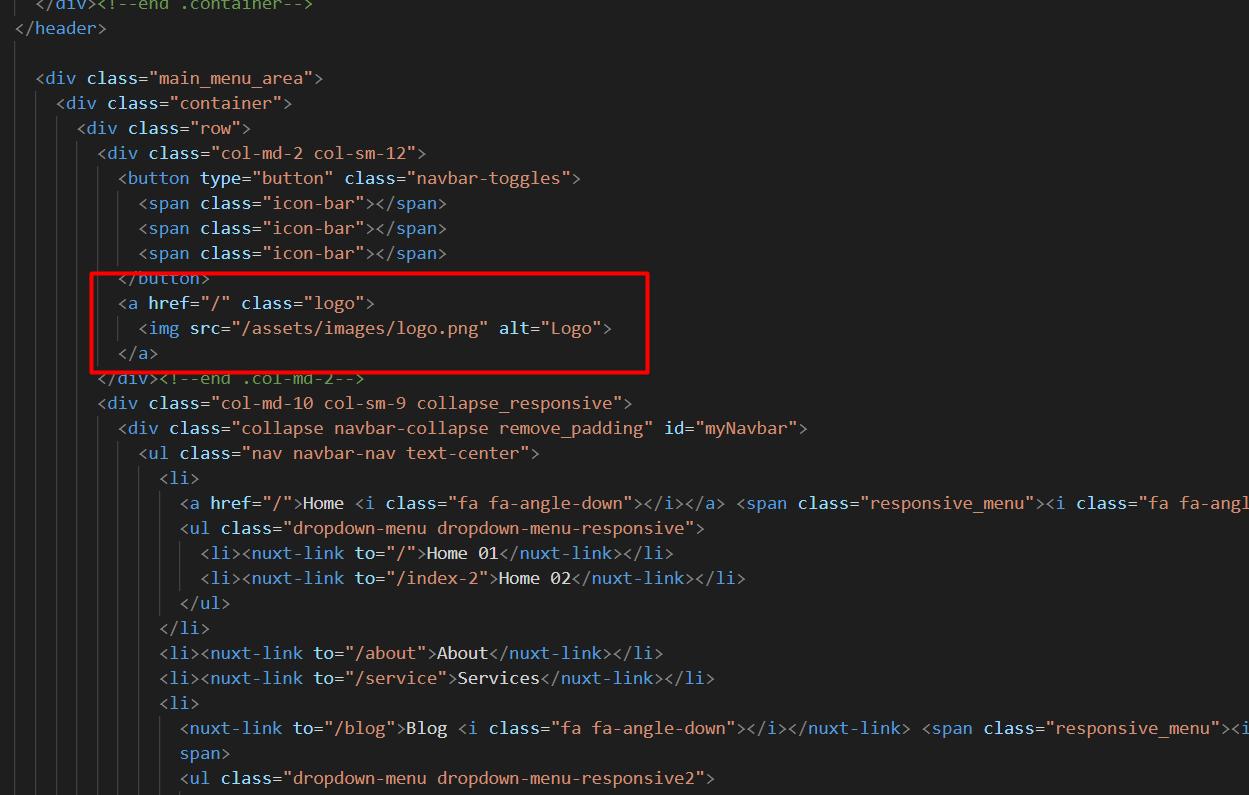 </div><!--end .container-->
</header>
<div class="main_menu_area">
<div class="container">
<div class="row">
<div class="col-md-2 col-sm-12">
<button type="button" class="navbar-toggles">
<span class="icon-bar"></span>
<span class="icon-bar"></span>
<span class="icon-bar"></span>
</button>
<a href="/" class="logo">
<img src="/assets/images/logo.png" alt="Logo">
</a>
</div><!--end .col-md-2-->
<div class="col-md-10 col-sm-9 collapse_responsive">
<div class="collapse navbar-collapse remove_padding" id="myNavbar">
<ul class="nav navbar-nav text-center">
<li>
<a href="/">Home <i class="fa fa-angle-down"></i></a> <span class="responsive_menu"><i class="fa fa-angl
<ul class="dropdown-menu dropdown-menu-responsive">
<li><nuxt-link to="/">Home 01</nuxt-link></li>
<li><nuxt-link to="/index-2">Home 02</nuxt-link></li>
</ul>
</li>
<li><nuxt-link to="/about">About</nuxt-link></li>
<li><nuxt-link to="/service">Services</nuxt-link></li>
<li>
<nuxt-link to="/blog">Blog <i class="fa fa-angle-down"></i></nuxt-link> <span class="responsive_menu"><i
span>
<ul class="dropdown-menu dropdown-menu-responsive2">